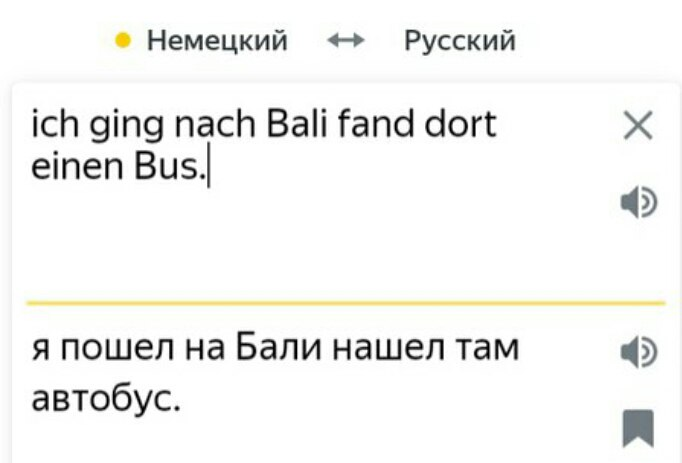 Немецкий ↔ Русский
ich ging nach Bali fand dort
einen Bus.
я пошел на Бали нашел там
автобус.